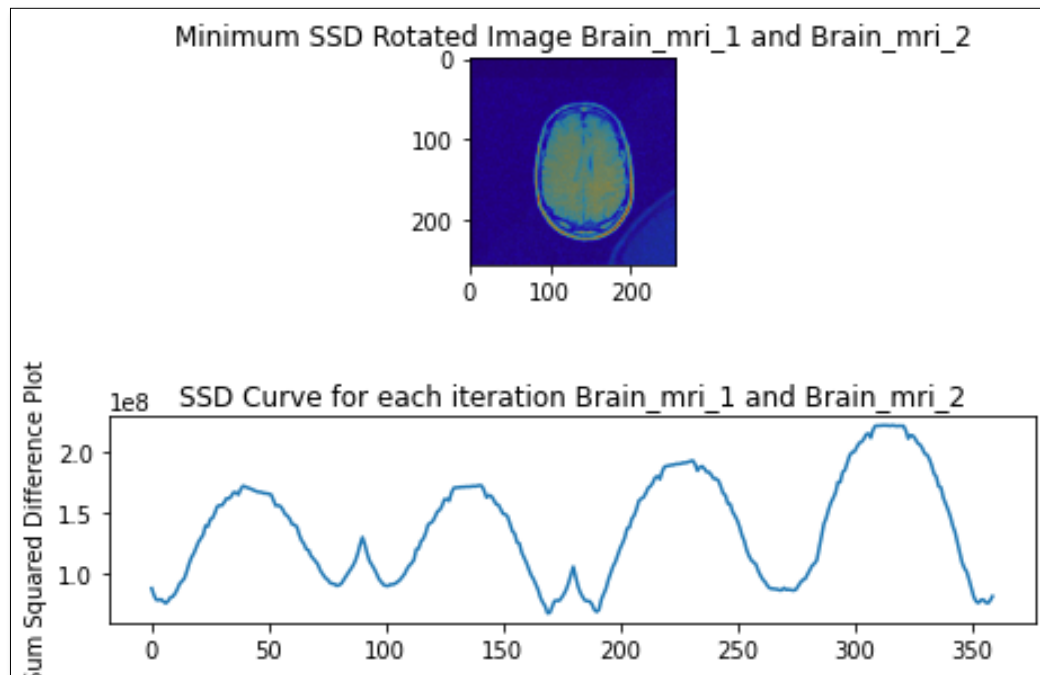 Minimum SSD Rotated Image Brain_mri_1 and Brain_mri_2
0
100
200
0 100 200
SSD Curve for each iteration Brain_mri_1 and Brain_mri_2
1e8
2.0
1.5
1.0
0 50 100 150 200 250 300 350
Sum Squared Difference Plot